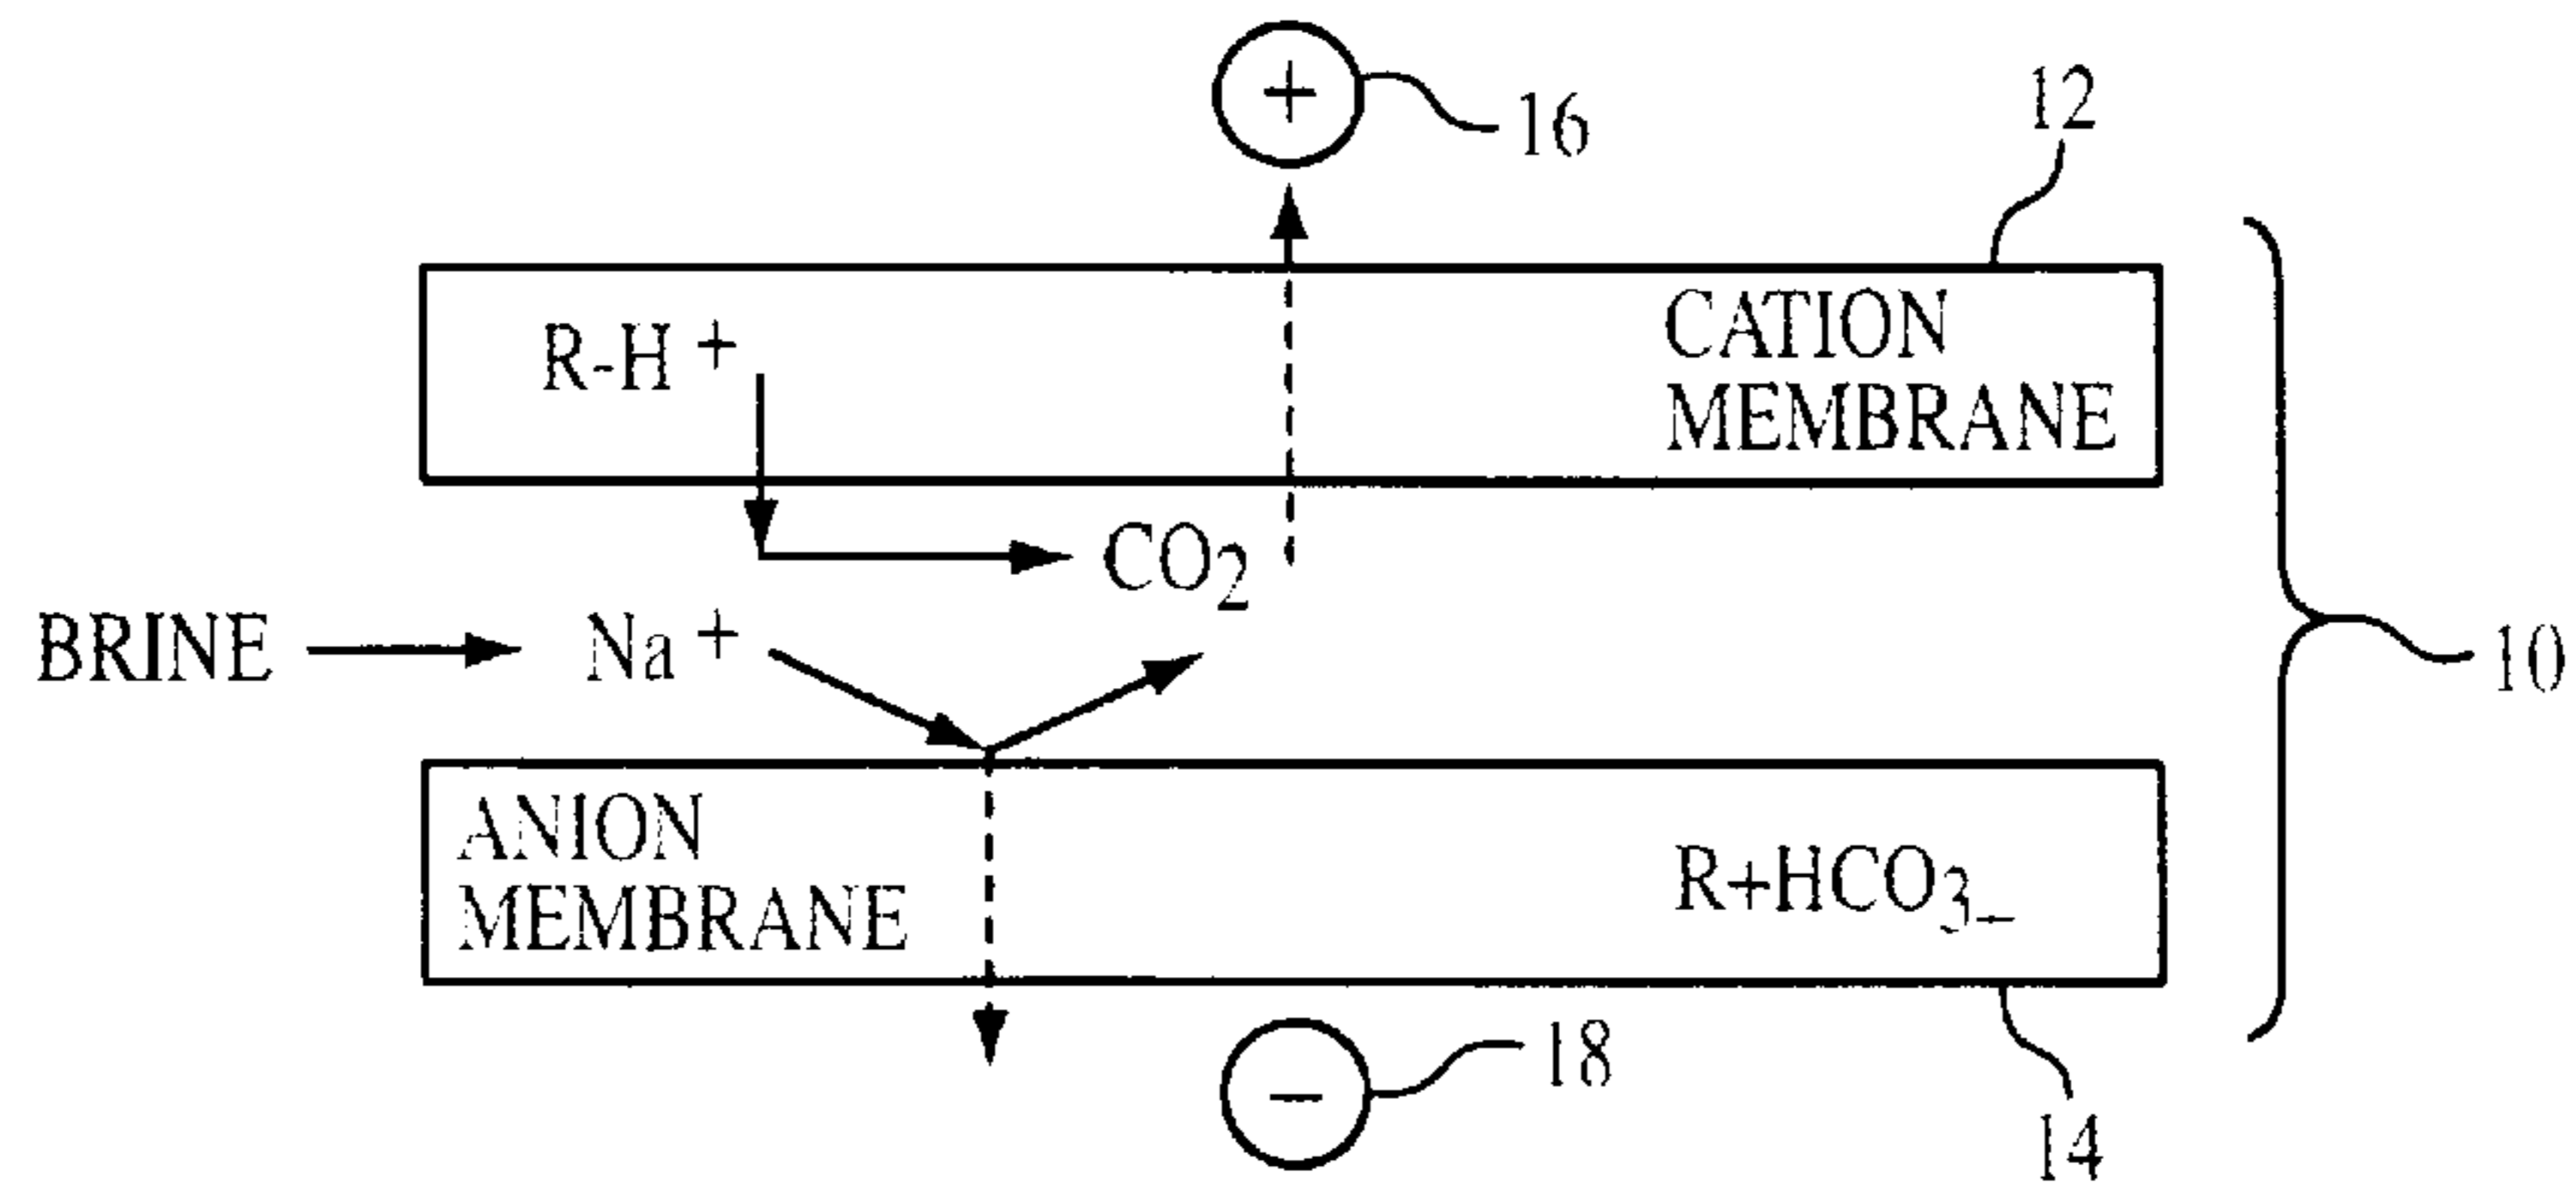 +
16
12
R-H+
CATION
MEMBRANE
CO2
BRINE
Na+
10
ANION
MEMBRANE
R+HCO3–
–
18
14